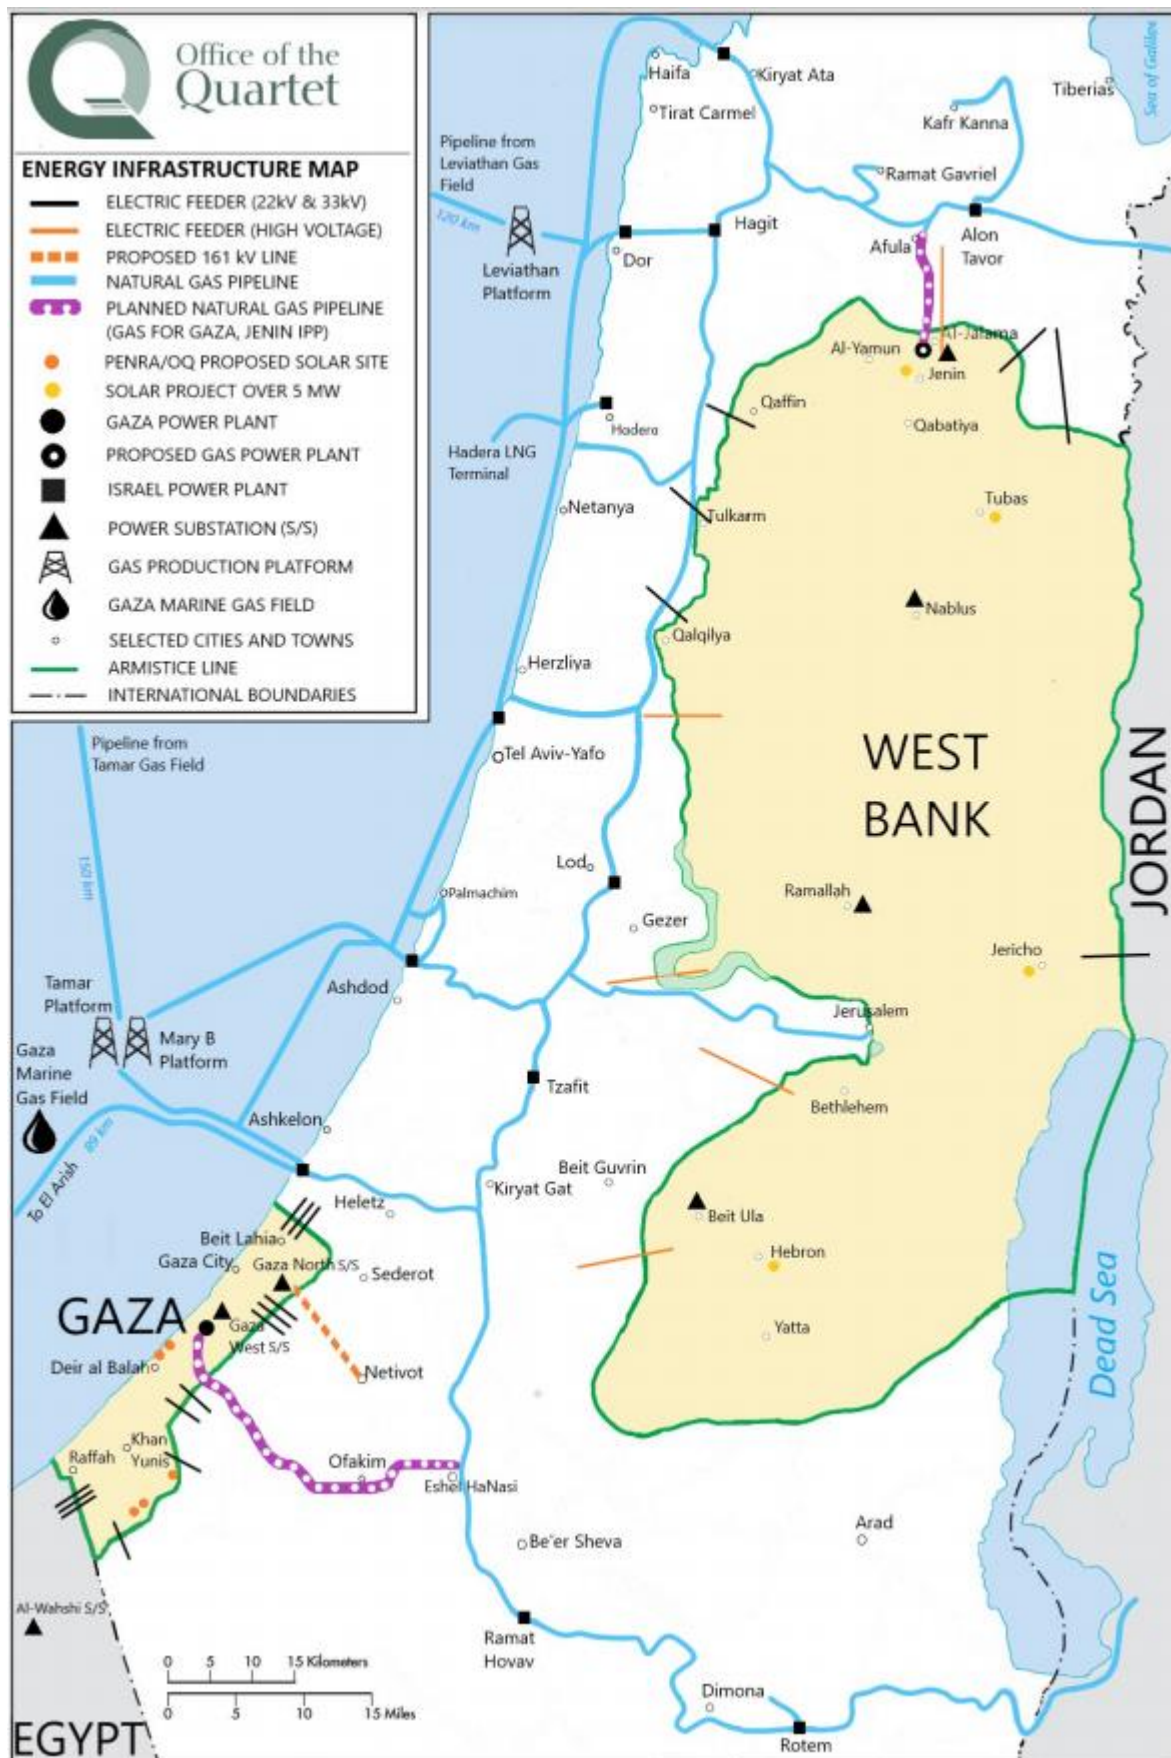 Office of the
Quartet
ENERGY INFRASTRUCTURE MAP
ELECTRIC FEEDER (22kV & 33kV)
ELECTRIC FEEDER (HIGH VOLTAGE)
PROPOSED 161 kV LINE
NATURAL GAS PIPELINE
PLANNED NATURAL GAS PIPELINE
(GAS FOR GAZA, JENIN IPP)
PENRA/OQ PROPOSED SOLAR SITE
SOLAR PROJECT OVER 5 MW
GAZA POWER PLANT
PROPOSED GAS POWER PLANT
ISRAEL POWER PLANT
POWER SUBSTATION (S/S)
GAS PRODUCTION PLATFORM
GAZA MARINE GAS FIELD
SELECTED CITIES AND TOWNS
ARMISTICE LINE
INTERNATIONAL BOUNDARIES
Haifa
Kiryat Ata
Tiberias
Sea of Galilee
Tirat Carmel
Kafr Kanna
Pipeline from
Leviathan Gas
Field
120 km
Ramat Gavriel
Hagit
Leviathan
Platform
Dor
Afula
Alon
Tavor
Al-Jalama
Al-Yamun
Jenin
Qaffin
Hadera
Qabatiya
Hadera LNG
Terminal
Netanya
Tulkarm
Tubas
Nablus
Qalqilya
Herzliya
Pipeline from
Tamar Gas Field
150 km
Tel Aviv-Yafo
WEST
BANK
JORDAN
Lod
Palmachim
Ramallah
Gezer
Jericho
Tamar
Platform
Ashdod
Jerusalem
Mary B
Platform
Gaza
Marine
Gas Field
Tzafit
Bethlehem
Ashkelon
89 km
To El Arish
Beit Guvrin
Kiryat Gat
Heletz
Beit Ula
Beit Lahia
Hebron
Gaza City
Gaza North S/S
Sederot
GAZA
Gaza
West S/S
Yatta
Dead Sea
Deir al Balah
Netivot
Khan
Yunis
Raffah
Ofakim
Eshel HaNasi
Arad
Be'er Sheva
Al-Wahshi S/S
Ramat
Hovav
0 5 10 15 Kilometers
0 5 10 15 Miles
Dimona
Rotem
EGYPT